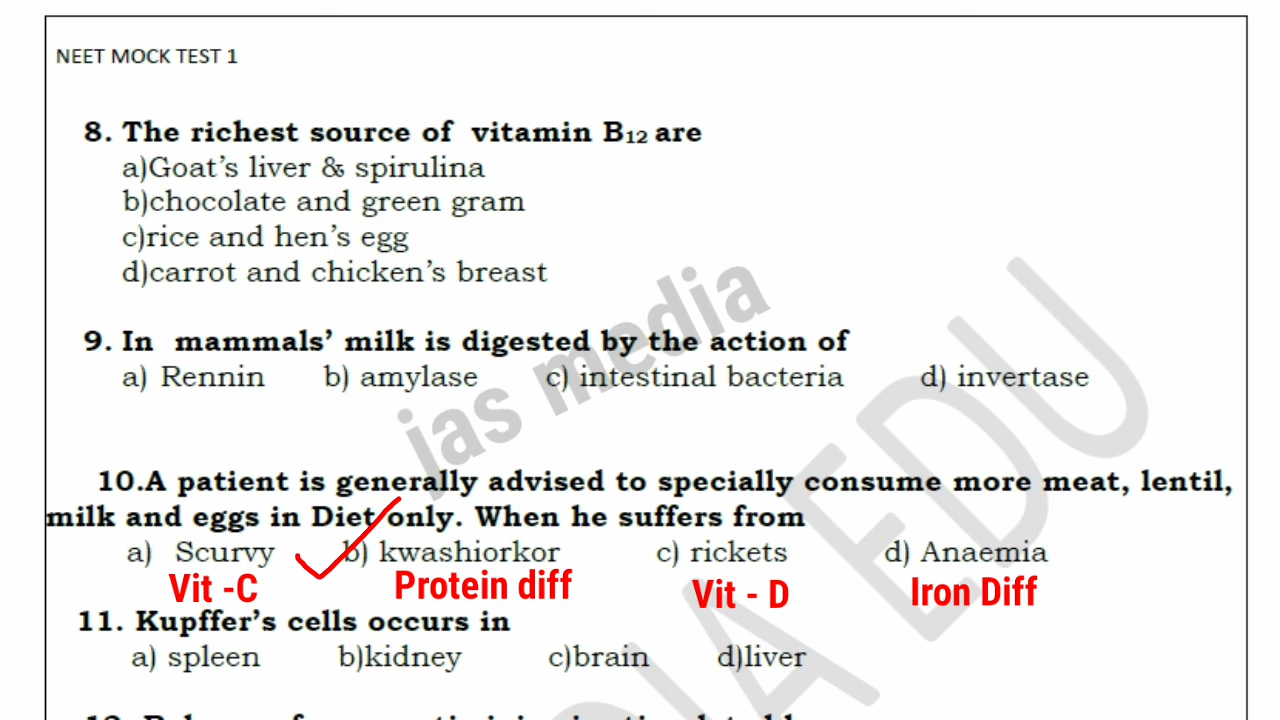 NEET MOCK TEST 1
8. The richest source of vitamin B12 are
a)Goat's liver & spirulina
b)chocolate and green gram
c)rice and hen's egg
d)carrot and chicken's breast
jas media
9. In mammals' milk is digested by the action of
a) Rennin b) amylase c) intestinal bacteria d) invertase
10.A patient is generally advised to specially consume more meat, lentil,
milk and eggs in Diet only. When he suffers from
a) Scurvy b) kwashiorkor c) rickets d) Anaemia
Vit -C Protein diff Vit - D Iron Diff
11. Kupffer's cells occurs in
a) spleen b)kidney c)brain d)liver
EDU